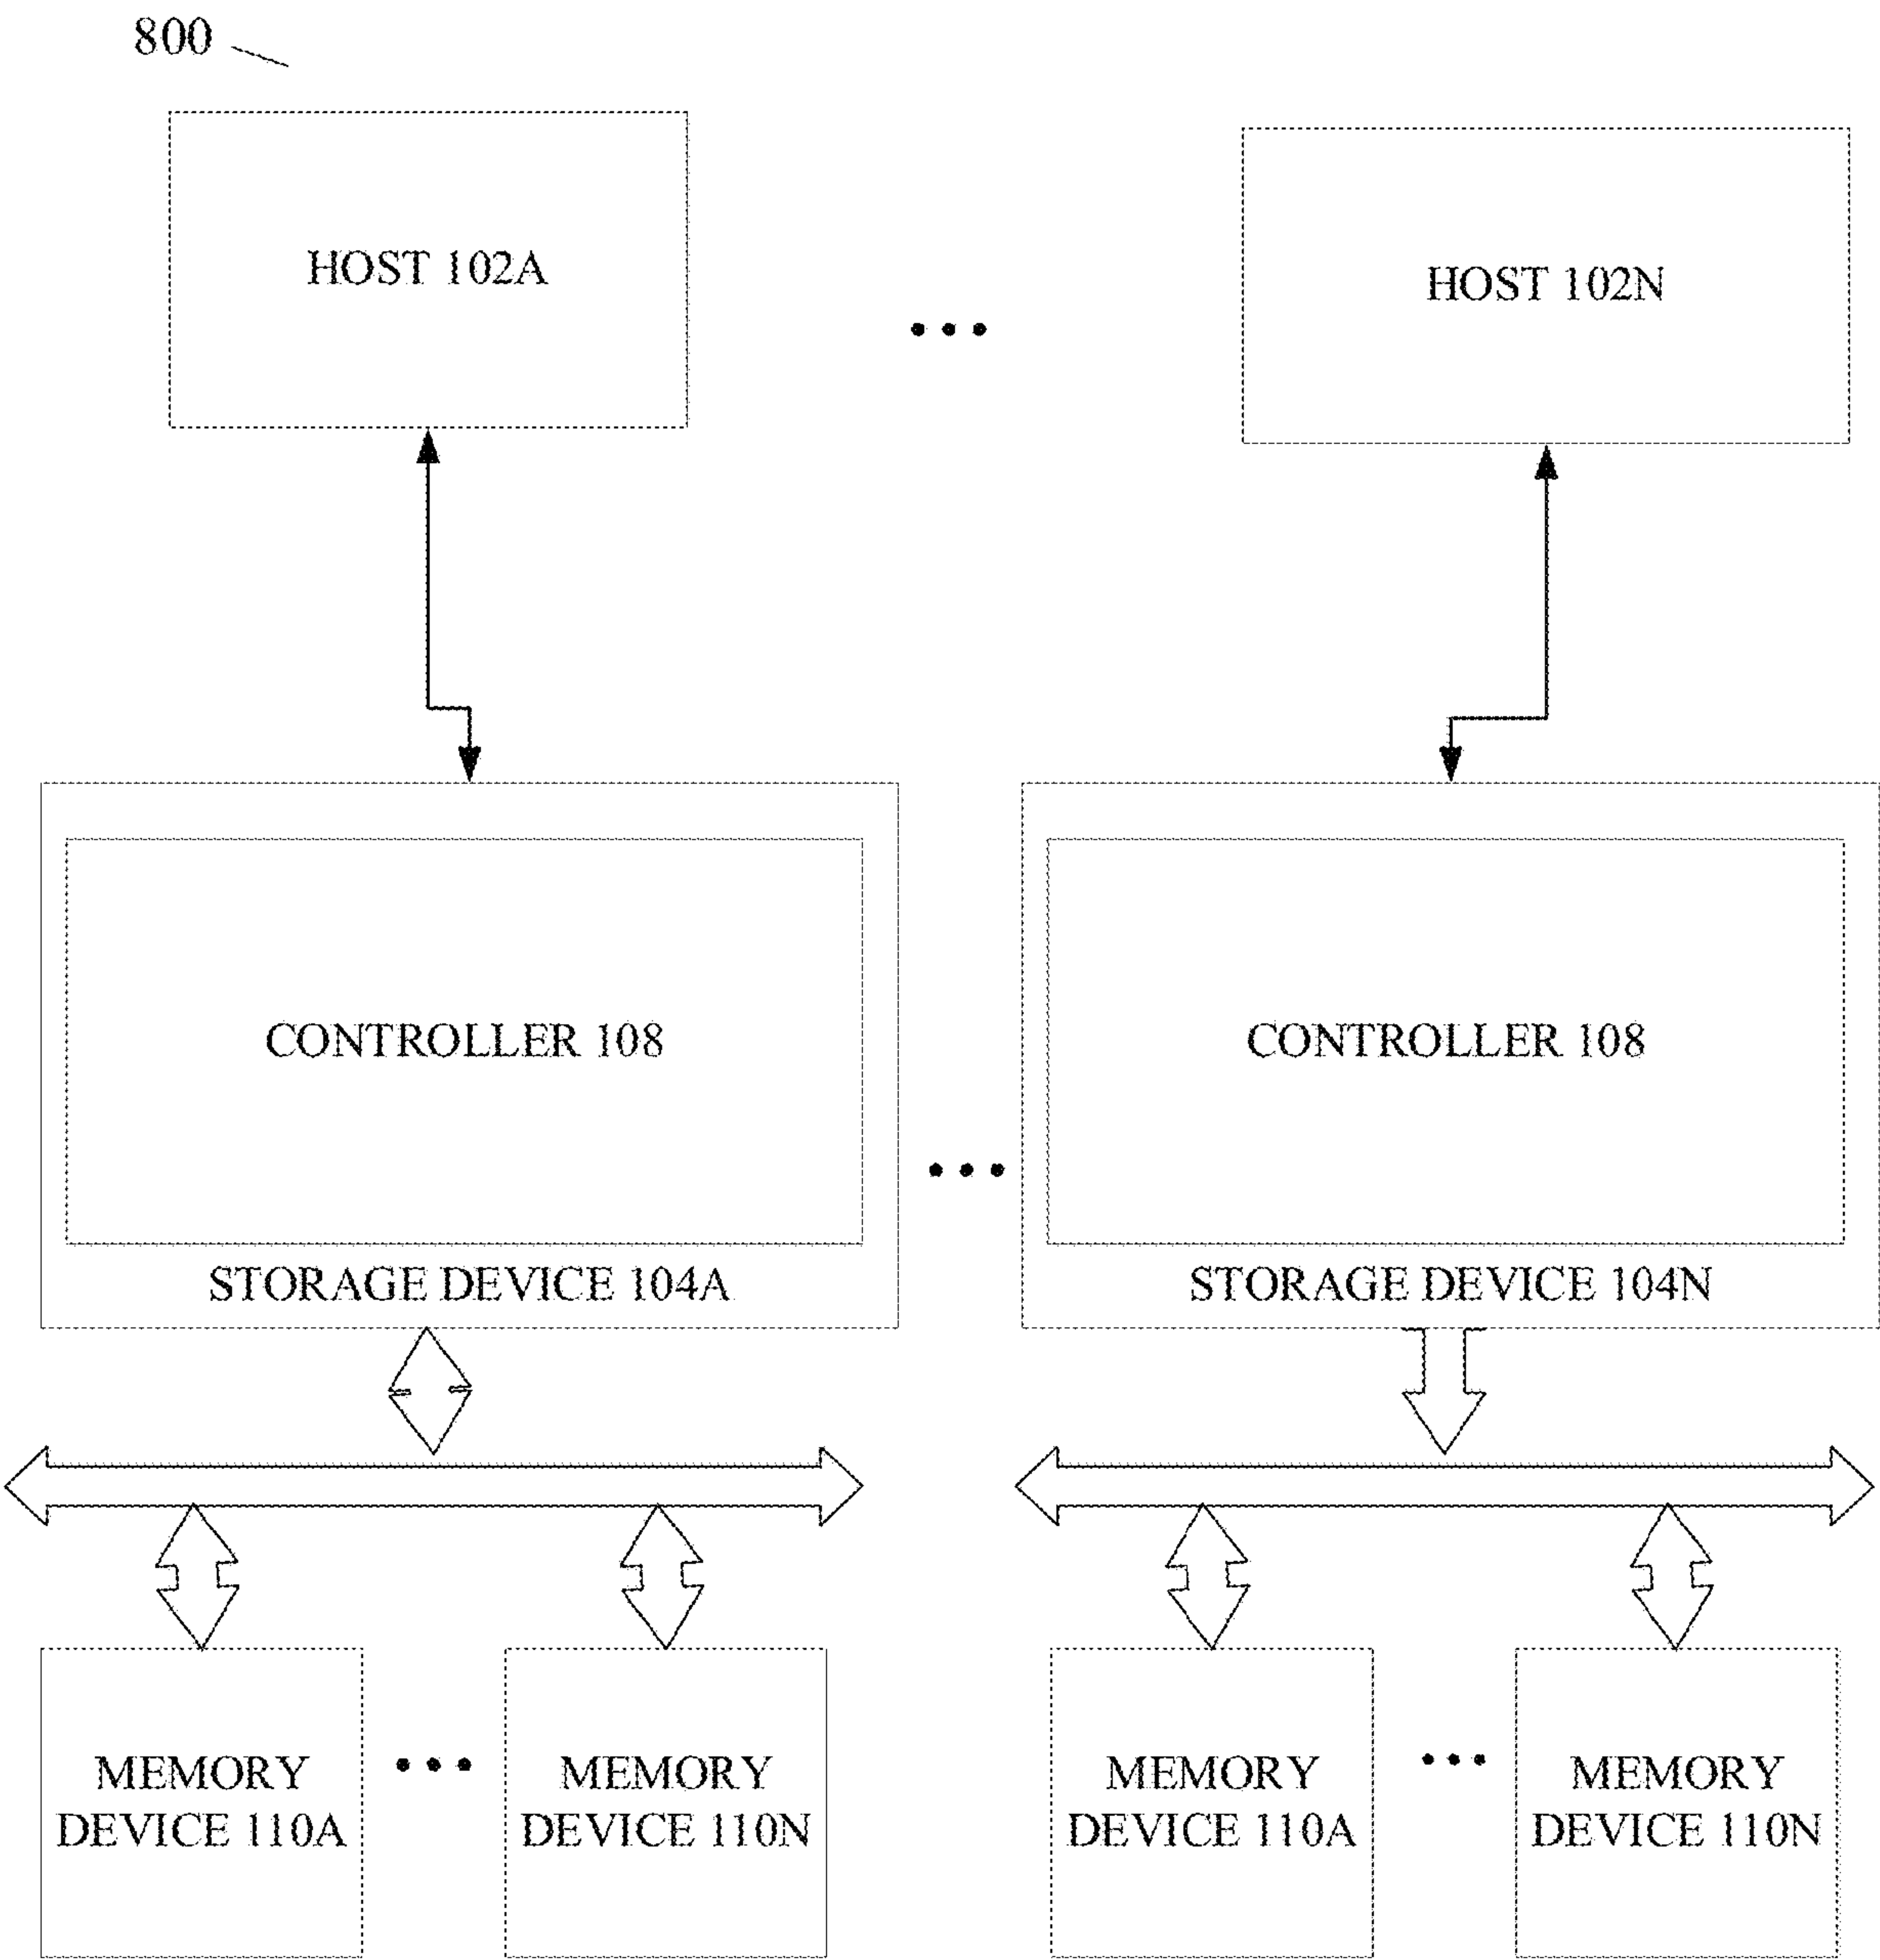 800
HOST 102A
HOST 102N
CONTROLLER 108
CONTROLLER 108
STORAGE DEVICE 104A
STORAGE DEVICE 104N
MEMORY
DEVICE 110A
MEMORY
DEVICE 110N
MEMORY
DEVICE 110A
MEMORY
DEVICE 110N